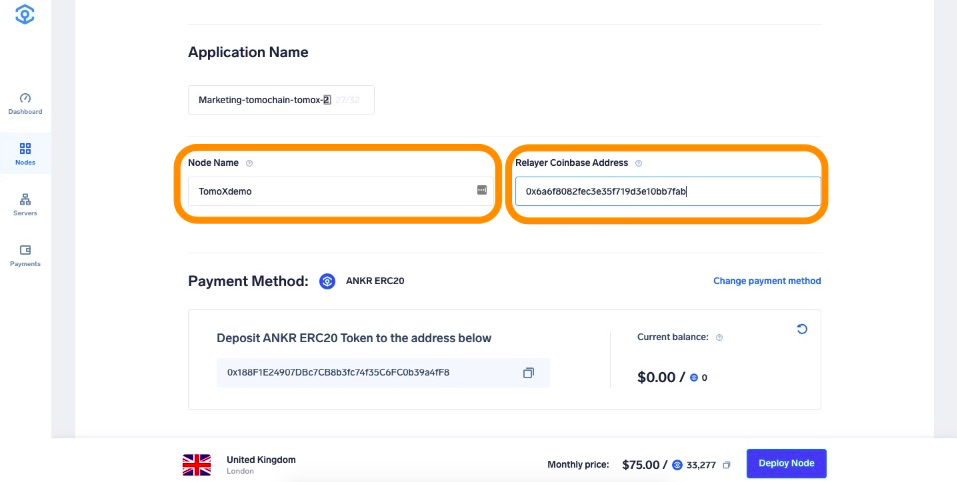 Application Name
Marketing-tomochain-tomox-2 27/32
Dashboard
Nodes
Servers
Payments
Node Name
TomoXdemo
Relayer Coinbase Address
0x6a6f8082fec3e35f719d3e10bb7fab
Payment Method: ANKR ERC20
Change payment method
Deposit ANKR ERC20 Token to the address below
0x188F1E24907DBc7CB8b3fc74f35C6FC0b39a4fF8
Current balance:
$0.00 / 0
United Kingdom
London
Monthly price: $75.00 / 33,277
Deploy Node